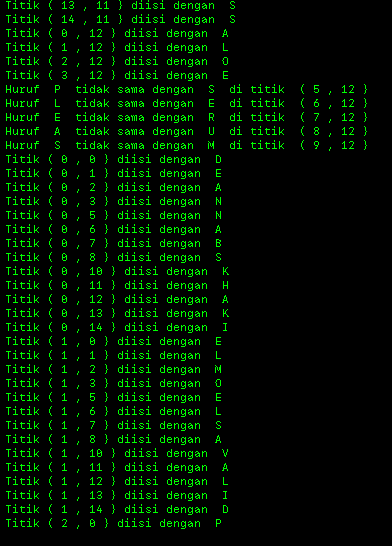 Titik ( 13 , 11 ) diisi dengan  S
Titik ( 14 , 11 ) diisi dengan  S
Titik ( 0 , 12 ) diisi dengan  A
Titik ( 1 , 12 ) diisi dengan  L
Titik ( 2 , 12 ) diisi dengan  O
Titik ( 3 , 12 ) diisi dengan  E
Huruf  P  tidak sama dengan  S  di titik  ( 5 , 12 )
Huruf  L  tidak sama dengan  E  di titik  ( 6 , 12 )
Huruf  E  tidak sama dengan  R  di titik  ( 7 , 12 )
Huruf  A  tidak sama dengan  U  di titik  ( 8 , 12 )
Huruf  S  tidak sama dengan  M  di titik  ( 9 , 12 )
Titik ( 0 , 0 ) diisi dengan  D
Titik ( 0 , 1 ) diisi dengan  E
Titik ( 0 , 2 ) diisi dengan  A
Titik ( 0 , 3 ) diisi dengan  N
Titik ( 0 , 5 ) diisi dengan  N
Titik ( 0 , 6 ) diisi dengan  A
Titik ( 0 , 7 ) diisi dengan  B
Titik ( 0 , 8 ) diisi dengan  S
Titik ( 0 , 10 ) diisi dengan  K
Titik ( 0 , 11 ) diisi dengan  H
Titik ( 0 , 12 ) diisi dengan  A
Titik ( 0 , 13 ) diisi dengan  K
Titik ( 0 , 14 ) diisi dengan  I
Titik ( 1 , 0 ) diisi dengan  E
Titik ( 1 , 1 ) diisi dengan  L
Titik ( 1 , 2 ) diisi dengan  M
Titik ( 1 , 3 ) diisi dengan  O
Titik ( 1 , 5 ) diisi dengan  E
Titik ( 1 , 6 ) diisi dengan  L
Titik ( 1 , 7 ) diisi dengan  S
Titik ( 1 , 8 ) diisi dengan  A
Titik ( 1 , 10 ) diisi dengan  V
Titik ( 1 , 11 ) diisi dengan  A
Titik ( 1 , 12 ) diisi dengan  L
Titik ( 1 , 13 ) diisi dengan  I
Titik ( 1 , 14 ) diisi dengan  D
Titik ( 2 , 0 ) diisi dengan  P